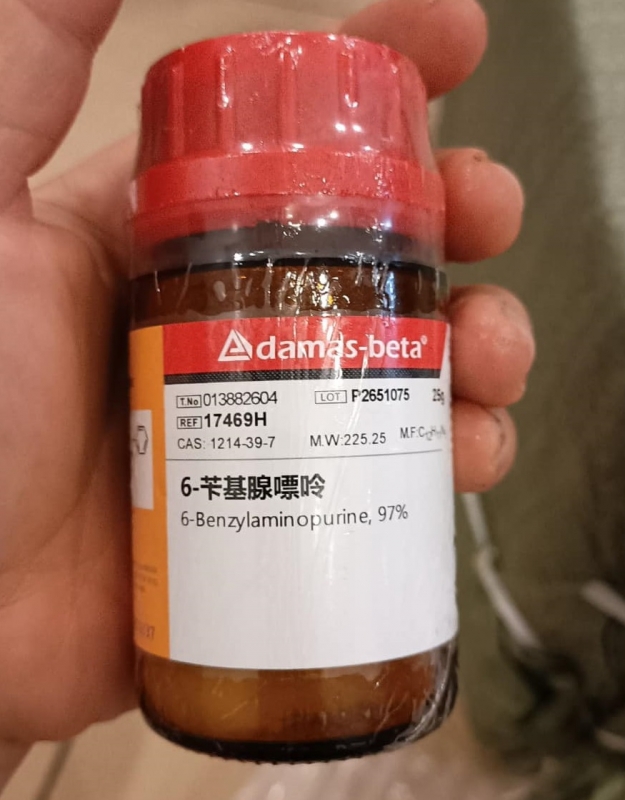 Adamas-beta®
T.No 013882604
LOT P2651075
25g
REF 17469H
CAS: 1214-39-7
M.W:225.25
M.F:C
6-苄基腺嘌呤
6-Benzylaminopurine, 97%